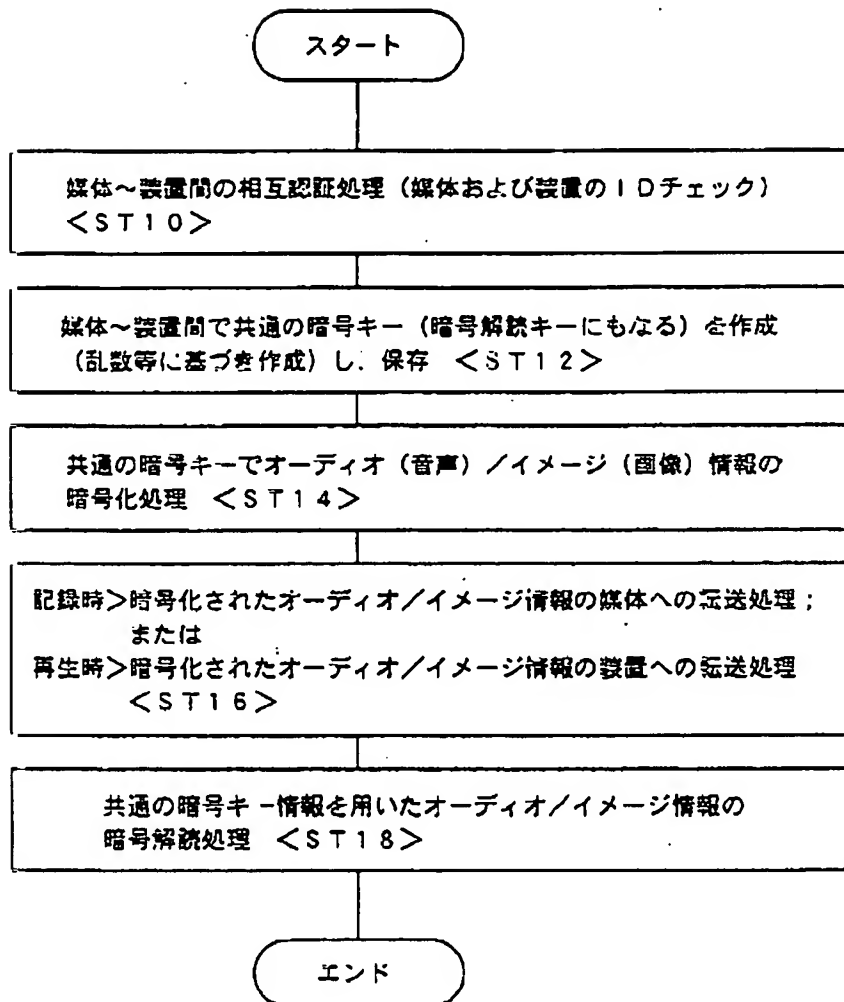 スタート
媒体～装置間の相互認証処理（媒体および装置のＩＤチェック）
＜ＳＴ１０＞
媒体～装置間で共通の暗号キー（暗号解読キーにもなる）を作成
（乱数等に基づき作成）し、保存　＜ＳＴ１２＞
共通の暗号キーでオーディオ（音声）／イメージ（画像）情報の
暗号化処理　＜ＳＴ１４＞
記録時＞暗号化されたオーディオ／イメージ情報の媒体への転送処理；
または
再生時＞暗号化されたオーディオ／イメージ情報の装置への転送処理
＜ＳＴ１６＞
共通の暗号キー情報を用いたオーディオ／イメージ情報の
暗号解読処理　＜ＳＴ１８＞
エンド